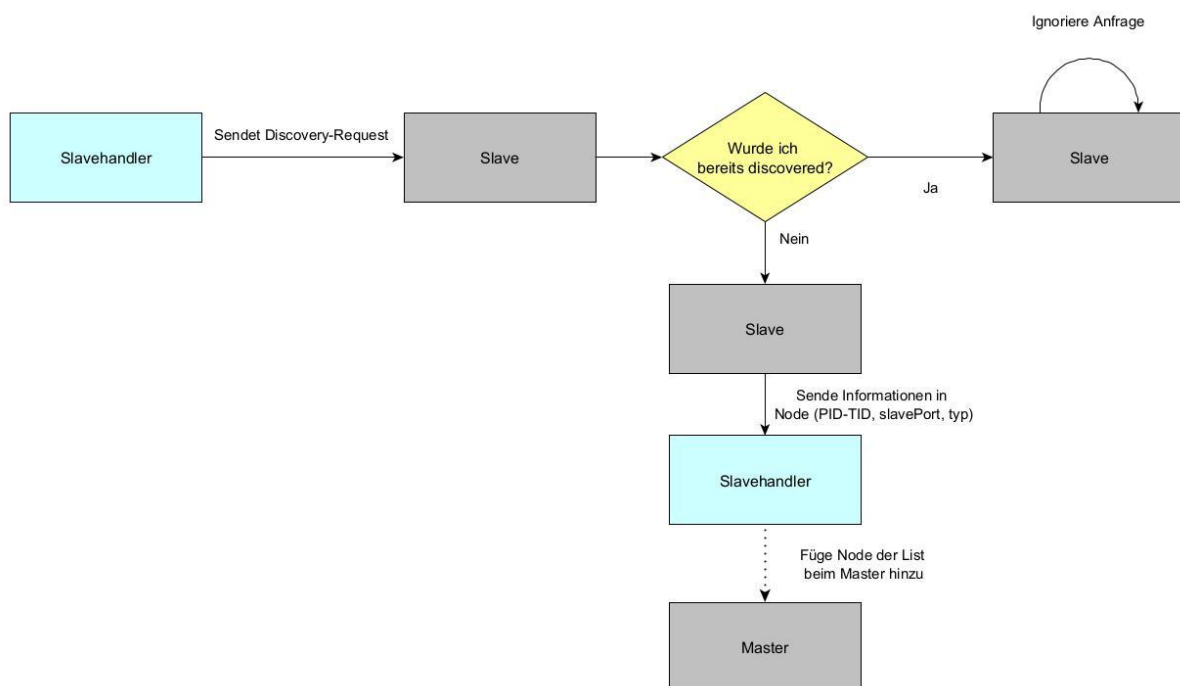 Ignoriere Anfrage
Slavehandler
Sendet Discovery-Request
Slave
Wurde ich
bereits discovered?
Ja
Slave
Nein
Slave
Sende Informationen in
Node (PID-TID, slavePort, typ)
Slavehandler
Füge Node der List
beim Master hinzu
Master